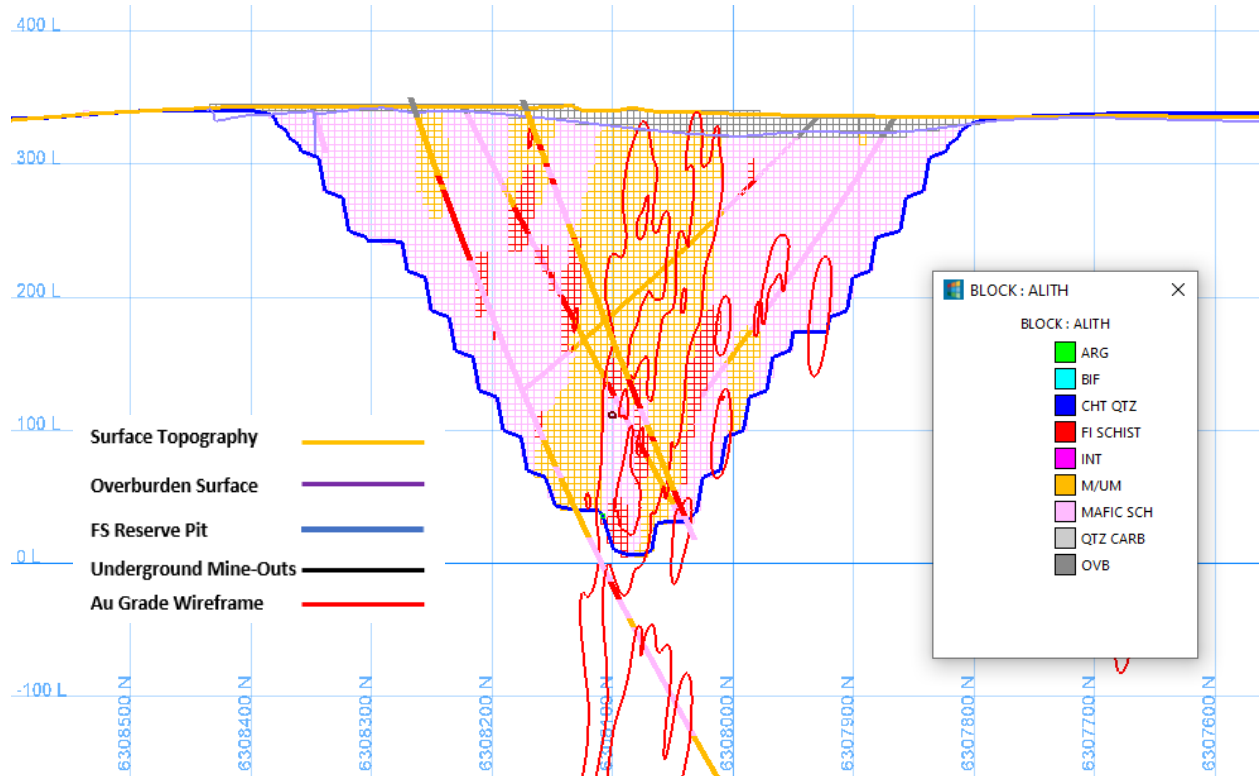 400 L
300 L
200 L
100 L
0 L
-100 L
Surface Topography
Overburden Surface
FS Reserve Pit
Underground Mine-Outs
Au Grade Wireframe
BLOCK : ALITH
BLOCK : ALITH
ARG
BIF
CHT QTZ
FI SCHIST
INT
M/UM
MAFIC SCH
QTZ CARB
OVB
6308500 N
6308400 N
6308300 N
6308200 N
6308100 N
6308000 N
6307900 N
6307800 N
6307700 N
6307600 N